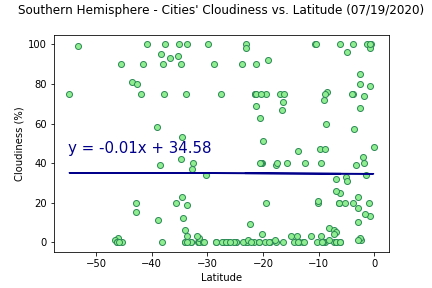 Southern Hemisphere - Cities' Cloudiness vs. Latitude (07/19/2020)
100
80
60
y = -0.01x + 34.58
40
20
0
Cloudiness (%)
−50 −40 −30 −20 −10 0
Latitude